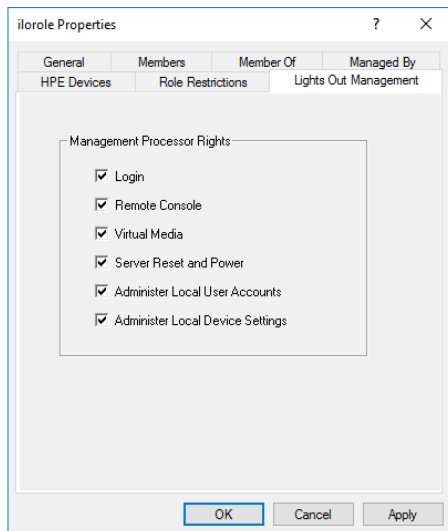 ilorole Properties ? ×
General Members Member Of Managed By
HPE Devices Role Restrictions Lights Out Management
Management Processor Rights
Login
Remote Console
Virtual Media
Server Reset and Power
Administer Local User Accounts
Administer Local Device Settings
OK Cancel Apply